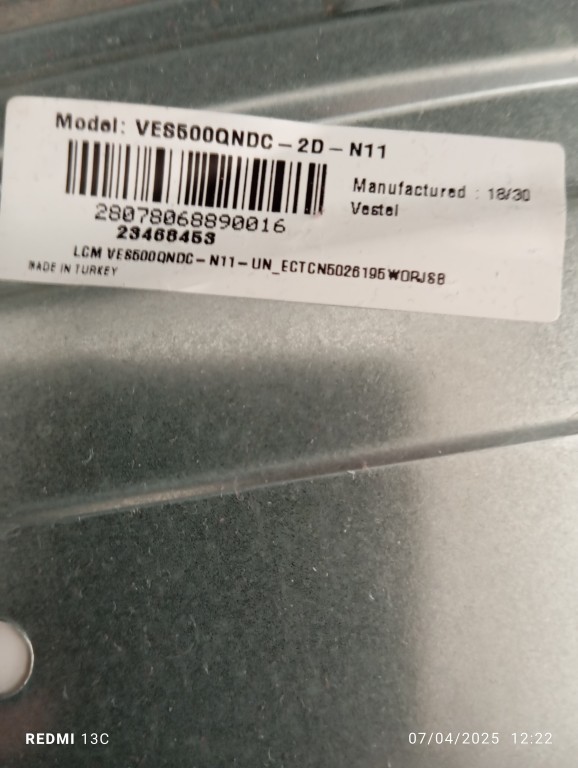 Model: VES500QNDC-2D-N11
Manufactured : 18/30
Vestel
28078068890016
23468453
LCM VES500QNDC-N11-UN_ECTCN5026195WORJSB
MADE IN TURKEY
REDMI 13C
07/04/2025 12:22